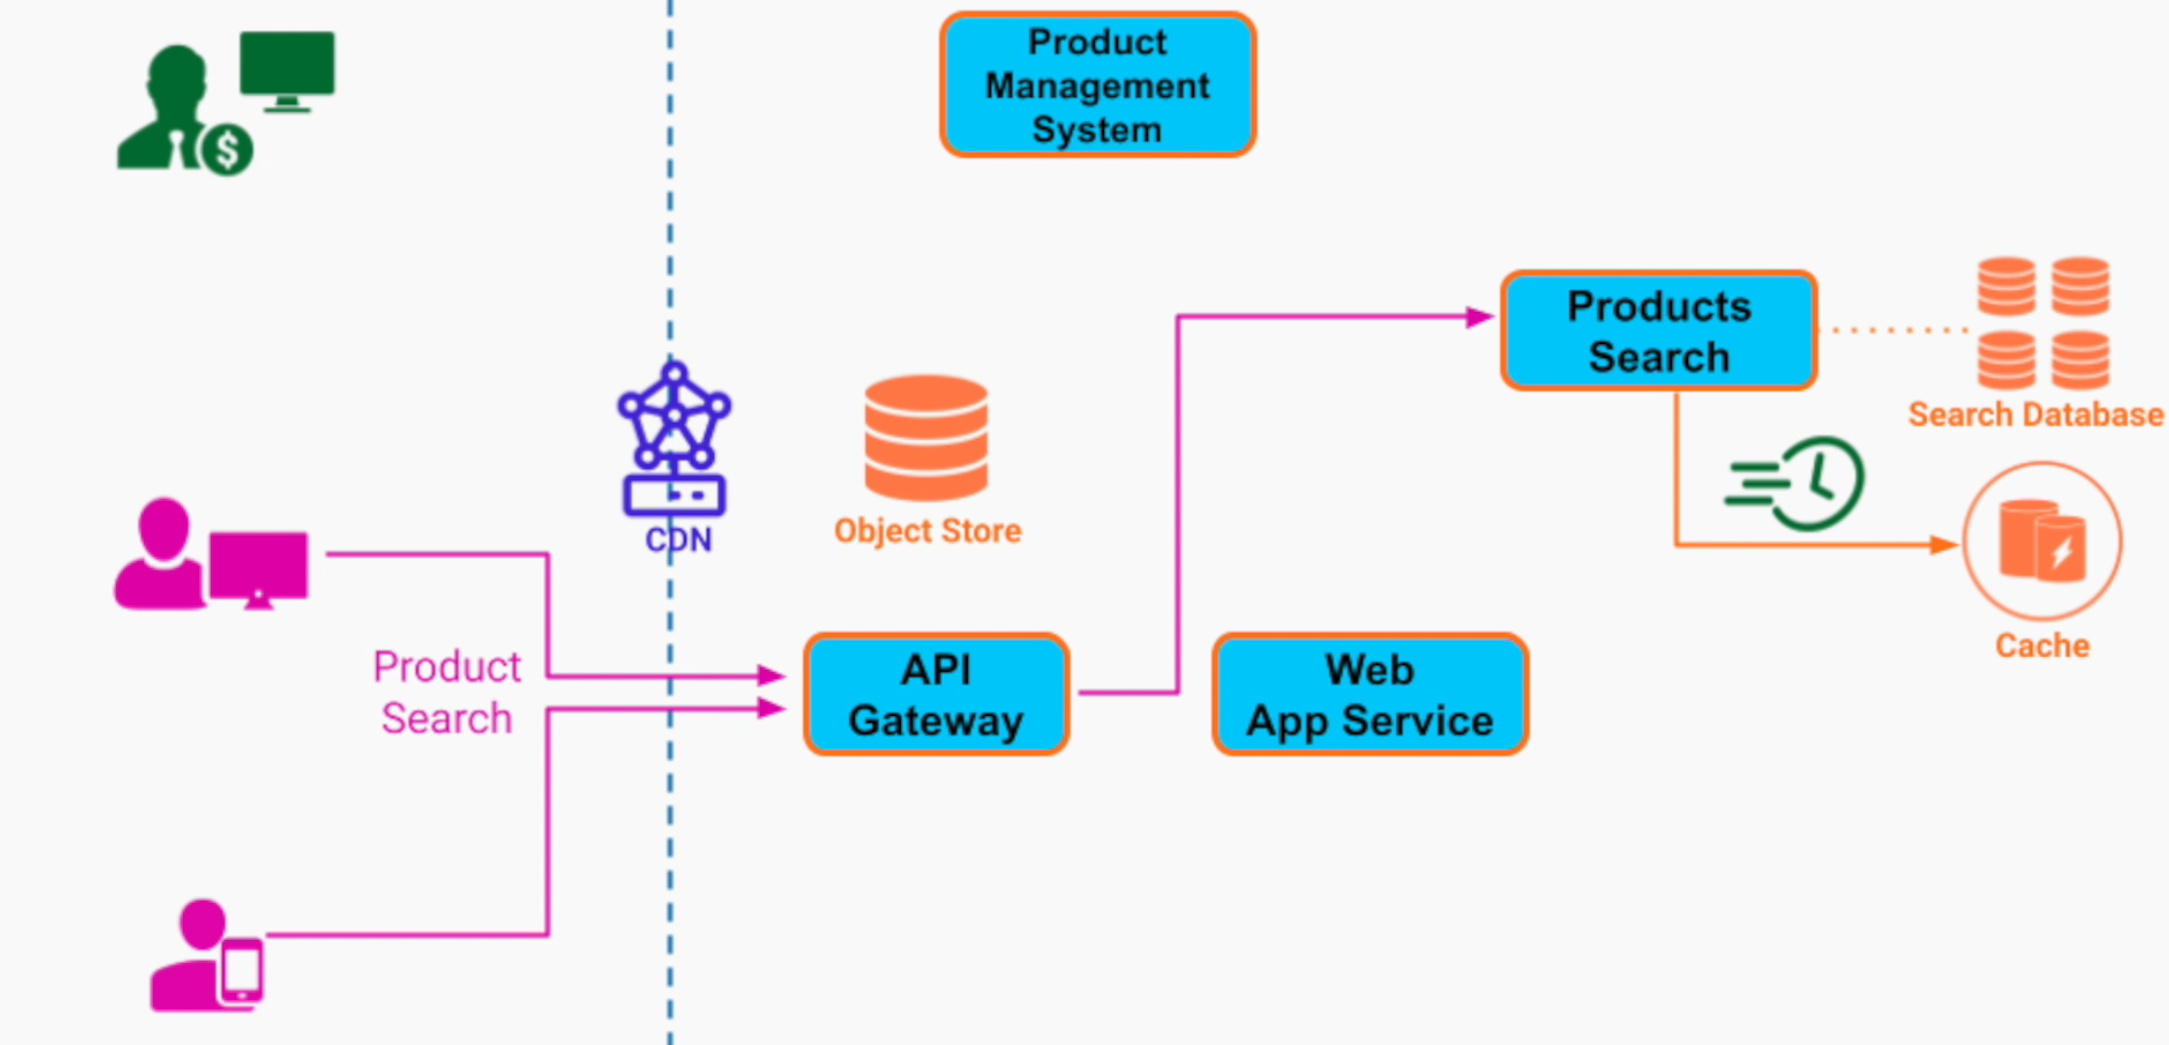 Product
Management
System
$
Products
Search
Search Database
CDN
Object Store
Product
Search
API
Gateway
Web
App Service
Cache